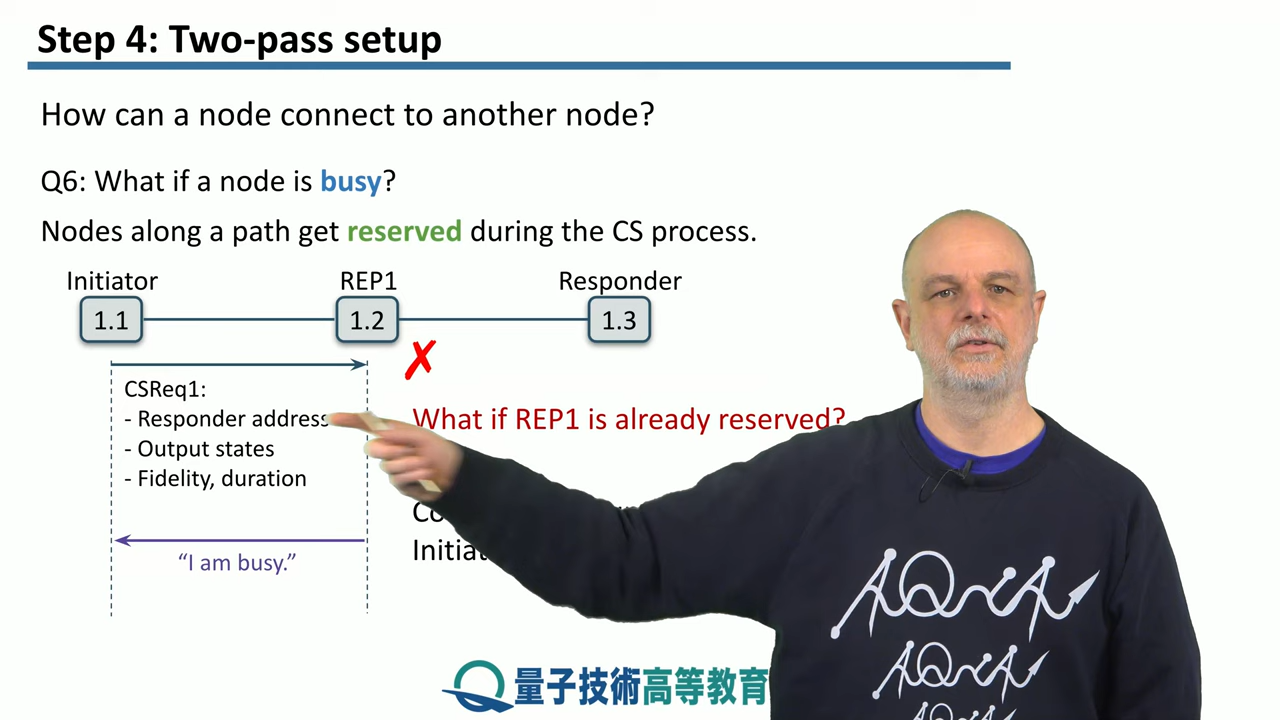 Step 4: Two-pass setup
How can a node connect to another node?
Q6: What if a node is busy?
Nodes along a path get reserved during the CS process.
Initiator REP1 Responder
1.1 1.2 1.3
✗
CSReq1:
- Responder address
- Output states
- Fidelity, duration
What if REP1 is already reserved?
"I am busy."
量子技術高等教育